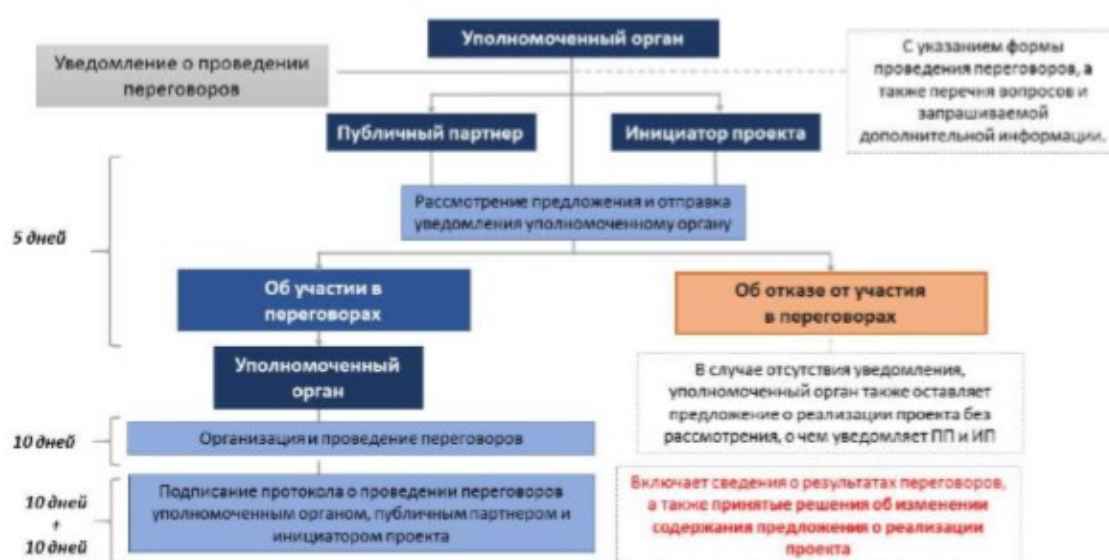 Уполномоченный орган
Уведомление о проведении
переговоров
С указанием формы
проведения переговоров, а
также перечня вопросов и
запрашиваемой
дополнительной информации.
Публичный партнер
Инициатор проекта
Рассмотрение предложения и отправка
уведомления уполномоченному органу
5 дней
Об участии в
переговорах
Об отказе от участия
в переговорах
Уполномоченный
орган
В случае отсутствия уведомления,
уполномоченный орган также оставляет
предложение о реализации проекта без
рассмотрения, о чем уведомляет ПП и ИП
10 дней
Организация и проведение переговоров
10 дней
+
10 дней
Подписание протокола о проведении переговоров
уполномоченным органом, публичным партнером и
инициатором проекта
Включает сведения о результатах переговоров,
а также принятые решения об изменении
содержания предложения о реализации
проекта